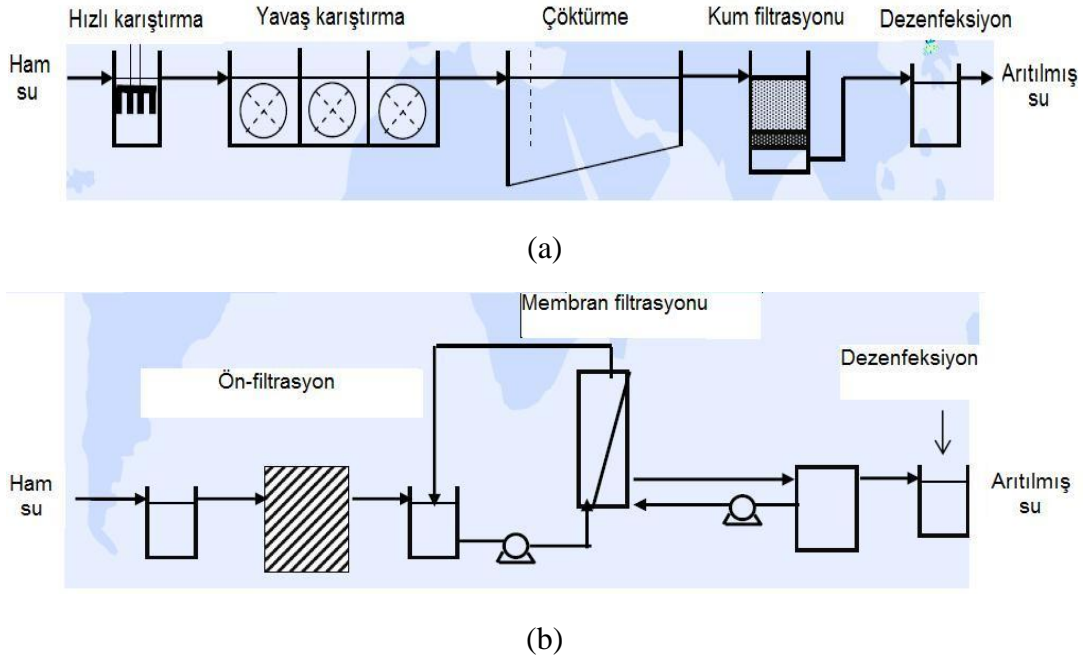 Hızlı karıştırma
Yavaş karıştırma
Çöktürme
Kum filtrasyonu
Dezenfeksiyon
Ham
su
Arıtılmış
su
(a)
Membran filtrasyonu
Dezenfeksiyon
Ön-filtrasyon
Ham
su
Arıtılmış
su
(b)